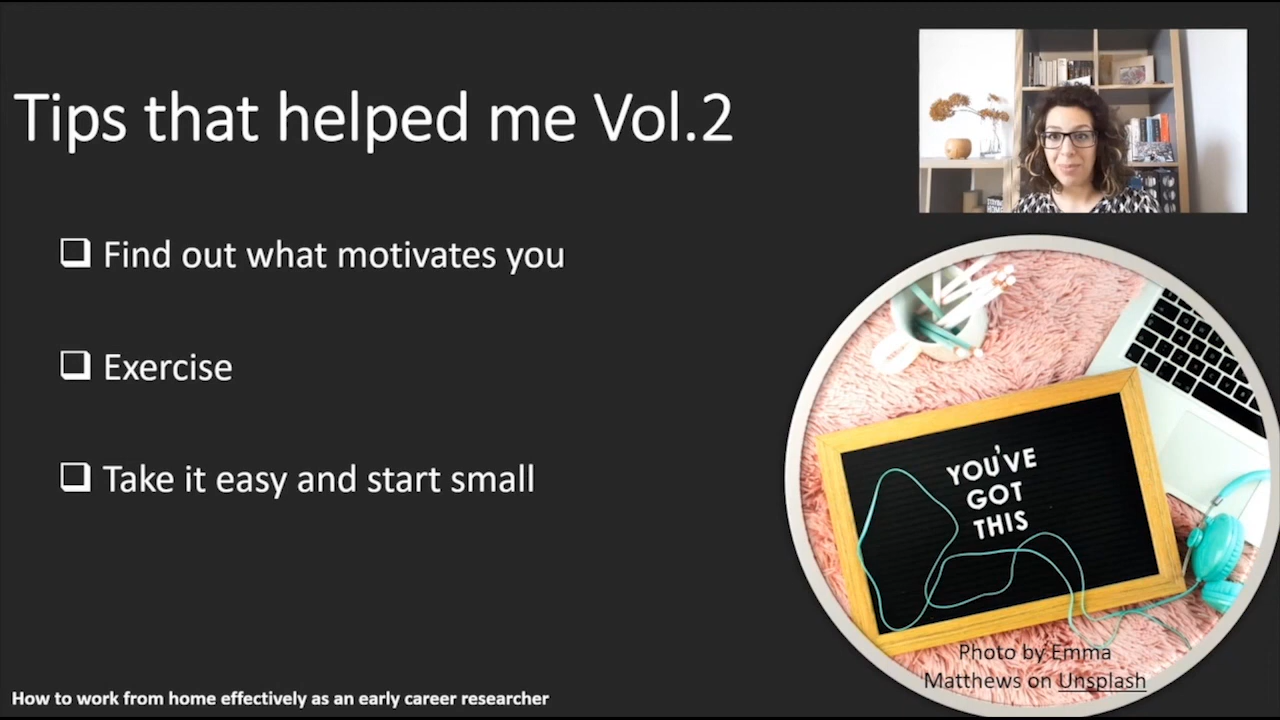 Tips that helped me Vol.2
Find out what motivates you
Exercise
Take it easy and start small
YOU'VE
GOT
THIS
Photo by Emma
Matthews on Unsplash
How to work from home effectively as an early career researcher